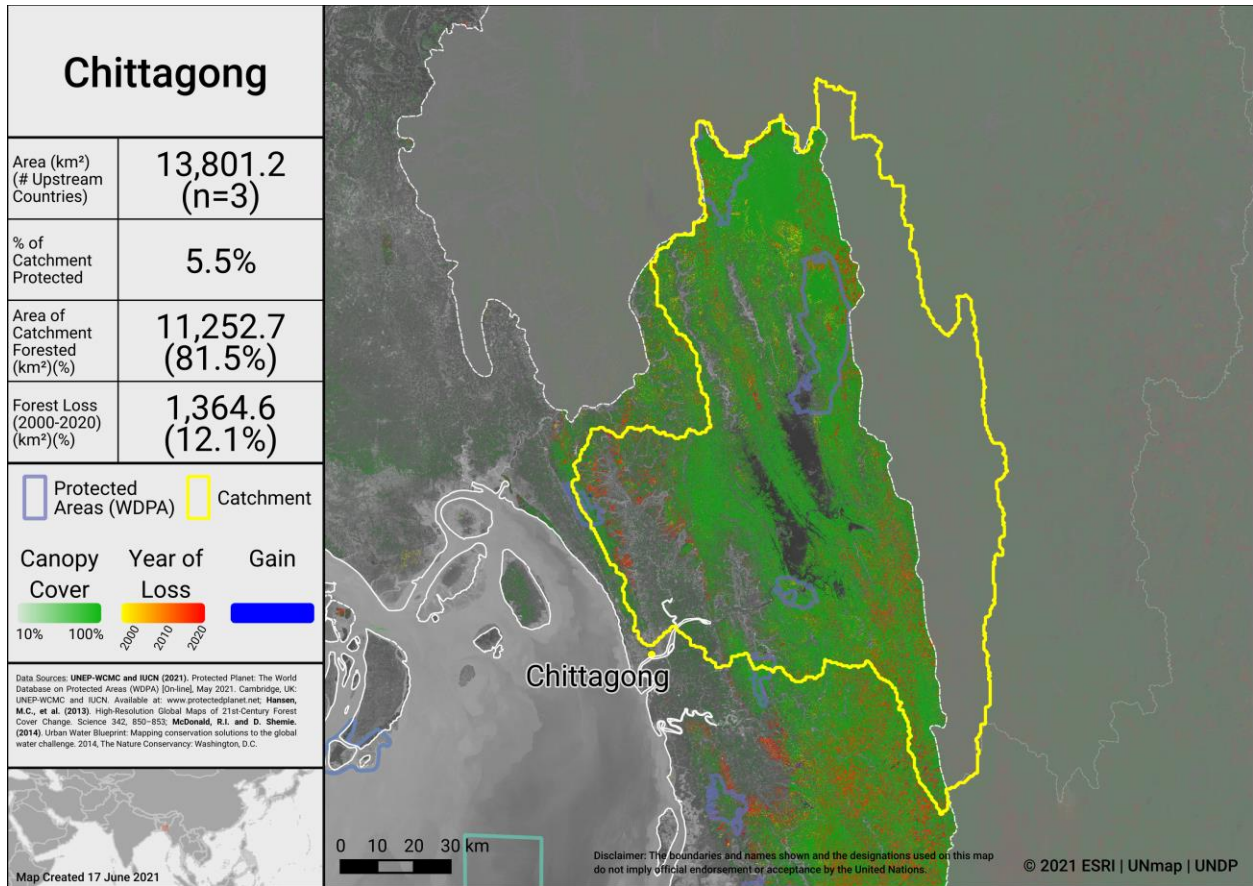 Chittagong
Area (km²)
(# Upstream
Countries)
13,801.2
(n=3)
% of
Catchment
Protected
5.5%
Area of
Catchment
Forested
(km²)(%)
11,252.7
(81.5%)
Forest Loss
(2000-2020)
(km²)(%)
1,364.6
(12.1%)
Protected
Areas (WDPA)
Catchment
Canopy
Cover
Year of
Loss
Gain
10% 100%
2000 2010 2020
Data Sources: UNEP-WCMC and IUCN (2021). Protected Planet: The World
Database on Protected Areas (WDPA) [On-line], May 2021. Cambridge, UK:
UNEP-WCMC and IUCN. Available at: www.protectedplanet.net; Hansen,
M.C., et al. (2013). High-Resolution Global Maps of 21st-Century Forest
Cover Change. Science 342, 850–853; McDonald, R.I. and D. Shemie.
(2014). Urban Water Blueprint: Mapping conservation solutions to the global
water challenge. 2014, The Nature Conservancy: Washington, D.C.
Map Created 17 June 2021
Chittagong
0 10 20 30 km
Disclaimer: The boundaries and names shown and the designations used on this map
do not imply official endorsement or acceptance by the United Nations.
© 2021 ESRI | UNmap | UNDP